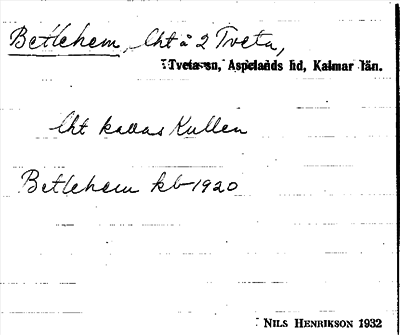 Betlehem, lht å 2 Tveta,
Tveta sn, Aspelands hd, Kalmar län.
lht kallas Kullen
Betlehem kb 1920
NILS HENRIKSON 1932